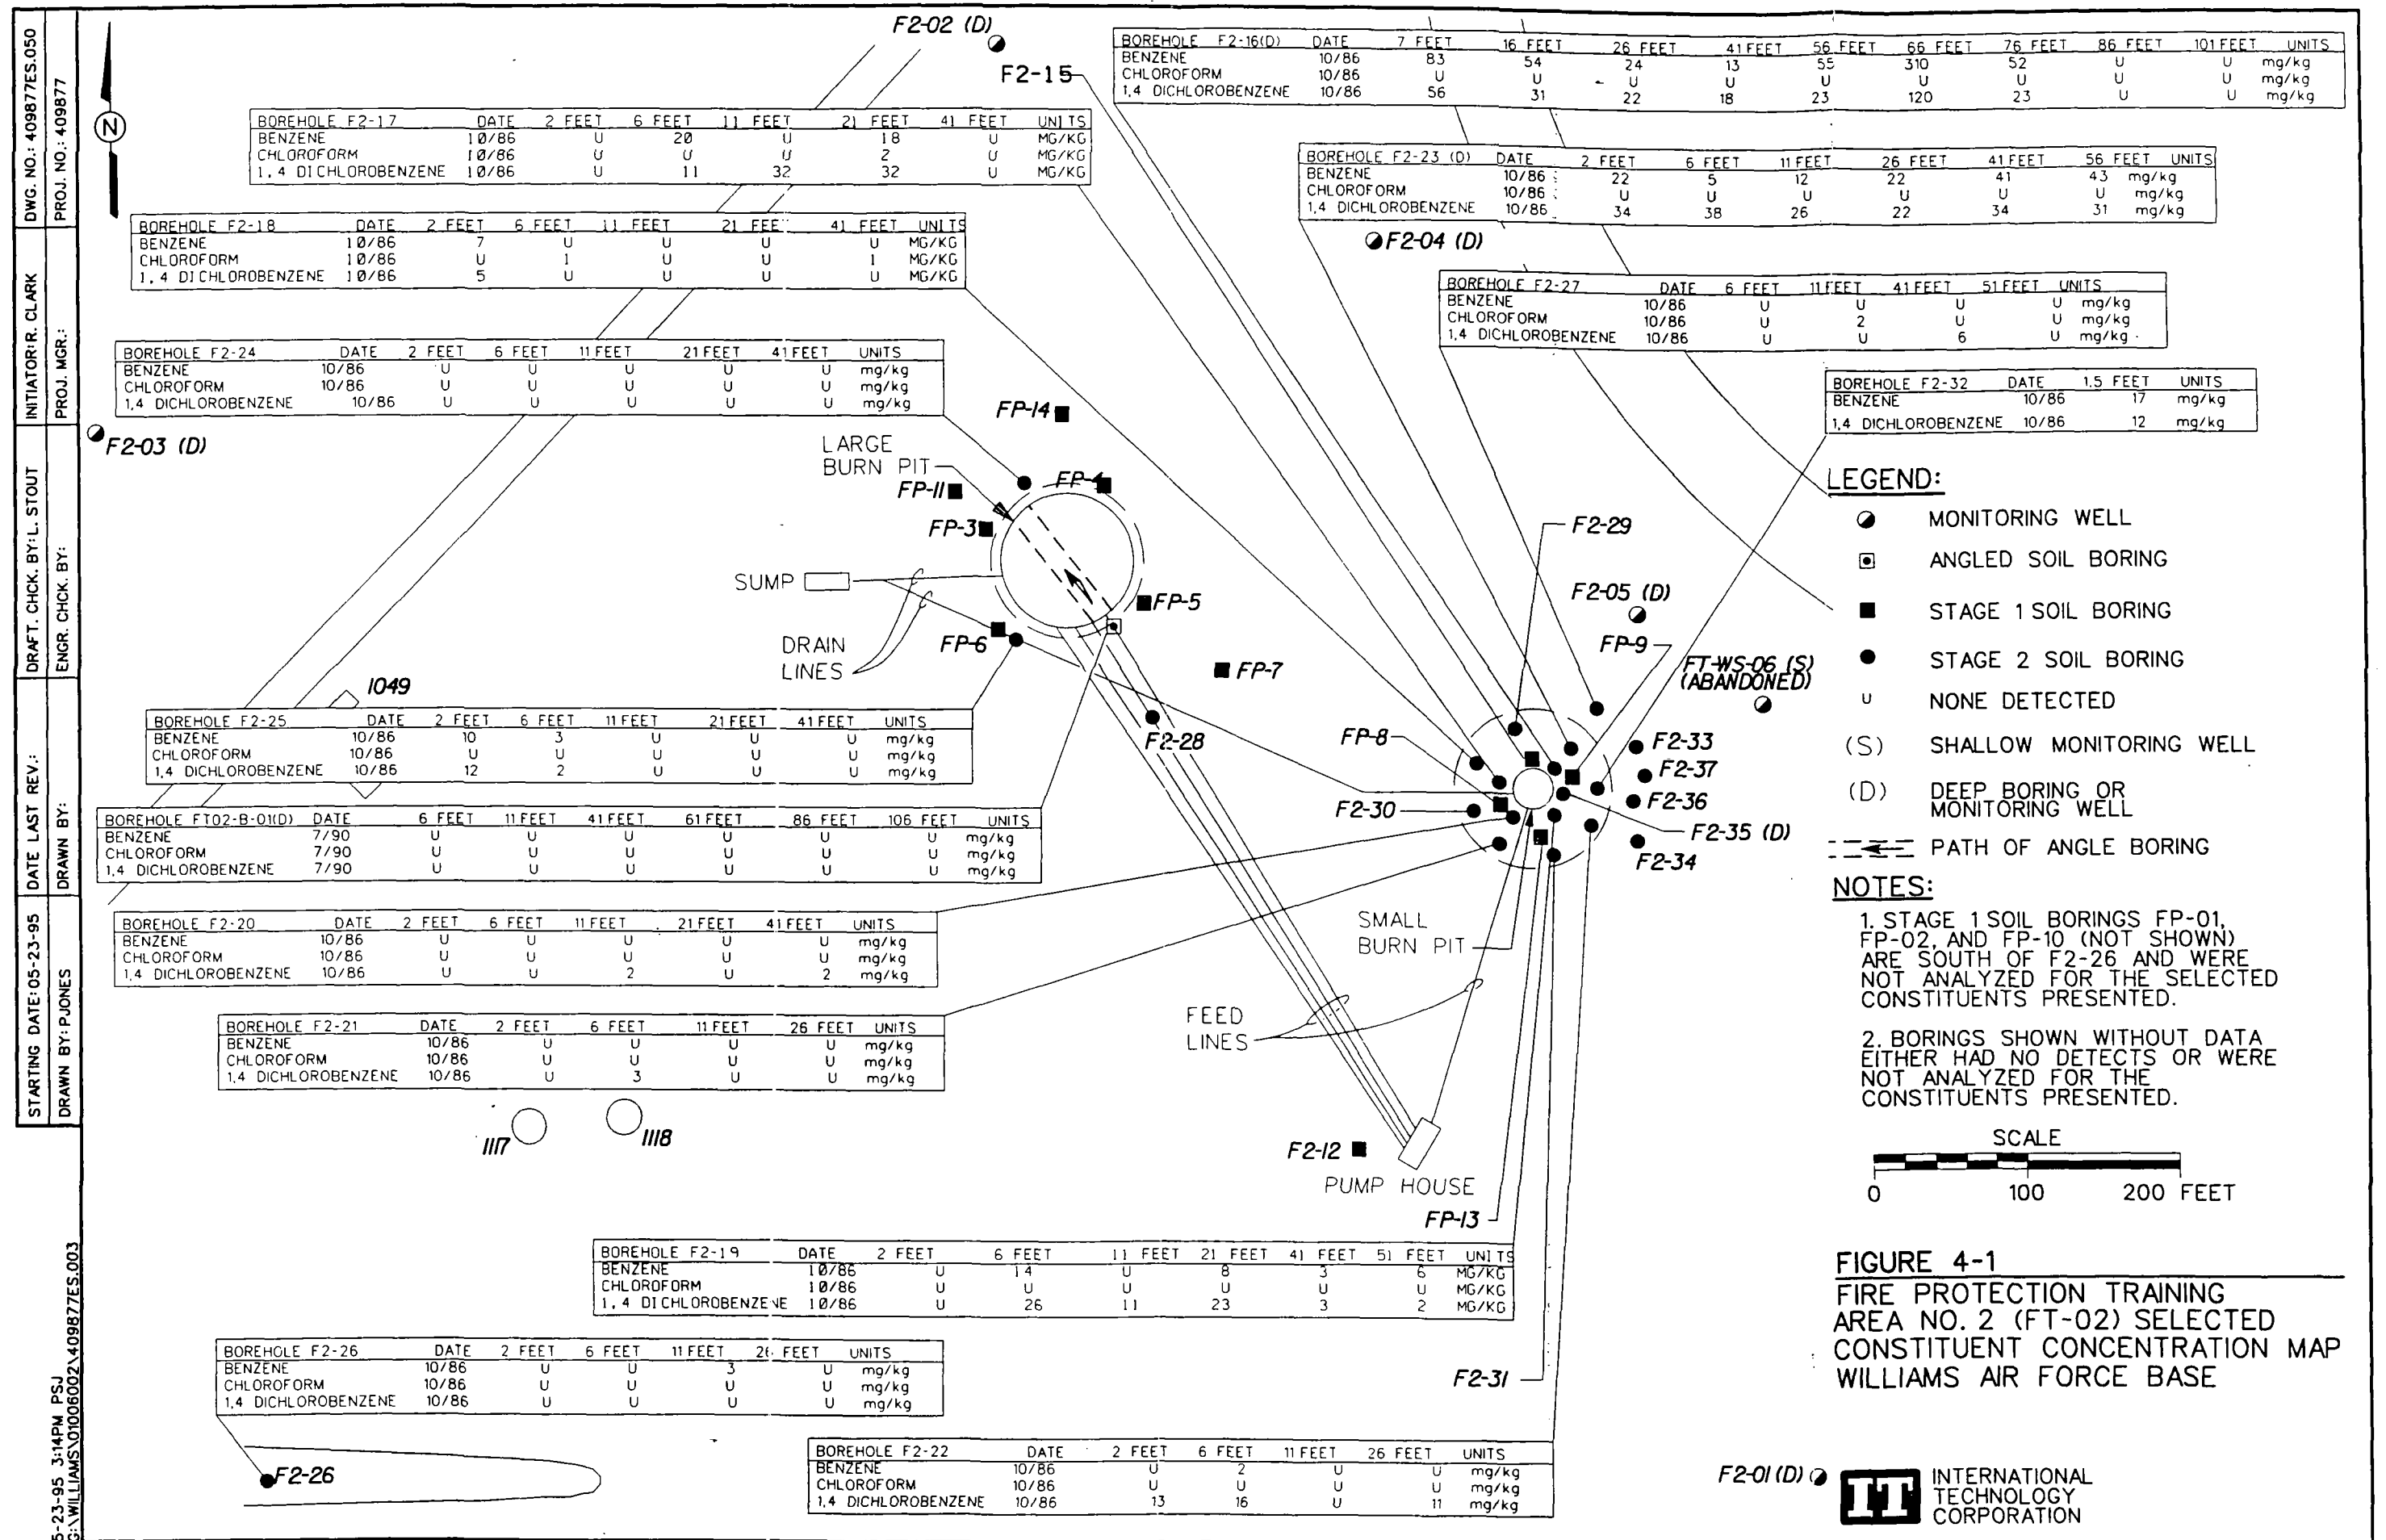 DWG. NO.: 409877ES.050
PROJ. NO.: 409877
INITIATOR: R. CLARK
PROJ. MGR.:
DRAFT. CHCK. BY: L. STOUT
ENGR. CHCK. BY:
DATE LAST REV.:
DRAWN BY:
STARTING DATE: 05-23-95
DRAWN BY: P.JONES
5-23-95 3:14PM PSJ
G:\WILLIAMS\01006002\409877ES.003
N
F2-02 (D)
F2-15
BOREHOLE F2-16(D) DATE 7 FEET 16 FEET 26 FEET 41 FEET 56 FEET 66 FEET 76 FEET 86 FEET 101 FEET UNITS
BENZENE 10/86 83 54 24 13 55 310 52 U U mg/kg
CHLOROFORM 10/86 U U U U U U U U U mg/kg
1,4 DICHLOROBENZENE 10/86 56 31 22 18 23 120 23 U U mg/kg
BOREHOLE F2-17 DATE 2 FEET 6 FEET 11 FEET 21 FEET 41 FEET UNITS
BENZENE 10/86 U 20 U 18 U MG/KG
CHLOROFORM 10/86 U U U 2 U MG/KG
1,4 DICHLOROBENZENE 10/86 U 11 32 32 U MG/KG
BOREHOLE F2-23 (D) DATE 2 FEET 6 FEET 11 FEET 26 FEET 41 FEET 56 FEET UNITS
BENZENE 10/86 22 5 12 22 41 43 mg/kg
CHLOROFORM 10/86 U U U U U U mg/kg
1,4 DICHLOROBENZENE 10/86 34 38 26 22 34 31 mg/kg
BOREHOLE F2-18 DATE 2 FEET 6 FEET 11 FEET 21 FEE 41 FEET UNITS
BENZENE 10/86 7 U U U U MG/KG
CHLOROFORM 10/86 U 1 U U 1 MG/KG
1,4 DICHLOROBENZENE 10/86 5 U U U U MG/KG
F2-04 (D)
BOREHOLE F2-27 DATE 6 FEET 11 FEET 41 FEET 51 FEET UNITS
BENZENE 10/86 U U U U mg/kg
CHLOROFORM 10/86 U 2 U U mg/kg
1,4 DICHLOROBENZENE 10/86 U U 6 U mg/kg
BOREHOLE F2-24 DATE 2 FEET 6 FEET 11 FEET 21 FEET 41 FEET UNITS
BENZENE 10/86 U U U U U mg/kg
CHLOROFORM 10/86 U U U U U mg/kg
1,4 DICHLOROBENZENE 10/86 U U U U U mg/kg
BOREHOLE F2-32 DATE 1.5 FEET UNITS
BENZENE 10/86 17 mg/kg
1,4 DICHLOROBENZENE 10/86 12 mg/kg
F2-03 (D)
FP-14
LARGE
BURN PIT
FP-11
FP-4
FP-3
SUMP
FP-5
FP-6
DRAIN
LINES
FP-7
F2-28
1049
F2-29
F2-05 (D)
FP-9
FT-WS-06 (S)
(ABANDONED)
FP-8
F2-33
F2-37
F2-36
F2-30
F2-35 (D)
F2-34
LEGEND:
MONITORING WELL
ANGLED SOIL BORING
STAGE 1 SOIL BORING
STAGE 2 SOIL BORING
U NONE DETECTED
(S) SHALLOW MONITORING WELL
(D) DEEP BORING OR
MONITORING WELL
PATH OF ANGLE BORING
BOREHOLE F2-25 DATE 2 FEET 6 FEET 11 FEET 21 FEET 41 FEET UNITS
BENZENE 10/86 10 3 U U U mg/kg
CHLOROFORM 10/86 U U U U U mg/kg
1,4 DICHLOROBENZENE 10/86 12 2 U U U mg/kg
BOREHOLE FT02-B-01(D) DATE 6 FEET 11 FEET 41 FEET 61 FEET 86 FEET 106 FEET UNITS
BENZENE 7/90 U U U U U U mg/kg
CHLOROFORM 7/90 U U U U U U mg/kg
1,4 DICHLOROBENZENE 7/90 U U U U U U mg/kg
BOREHOLE F2-20 DATE 2 FEET 6 FEET 11 FEET 21 FEET 41 FEET UNITS
BENZENE 10/86 U U U U U mg/kg
CHLOROFORM 10/86 U U U U U mg/kg
1,4 DICHLOROBENZENE 10/86 U U 2 U 2 mg/kg
BOREHOLE F2-21 DATE 2 FEET 6 FEET 11 FEET 26 FEET UNITS
BENZENE 10/86 U U U U mg/kg
CHLOROFORM 10/86 U U U U mg/kg
1,4 DICHLOROBENZENE 10/86 U 3 U U mg/kg
1117
1118
SMALL
BURN PIT
FEED
LINES
F2-12
PUMP HOUSE
FP-13
NOTES:
1. STAGE 1 SOIL BORINGS FP-01,
FP-02, AND FP-10 (NOT SHOWN)
ARE SOUTH OF F2-26 AND WERE
NOT ANALYZED FOR THE SELECTED
CONSTITUENTS PRESENTED.
2. BORINGS SHOWN WITHOUT DATA
EITHER HAD NO DETECTS OR WERE
NOT ANALYZED FOR THE
CONSTITUENTS PRESENTED.
SCALE
0 100 200 FEET
BOREHOLE F2-19 DATE 2 FEET 6 FEET 11 FEET 21 FEET 41 FEET 51 FEET UNITS
BENZENE 10/86 U 14 U 8 3 6 MG/KG
CHLOROFORM 10/86 U U U U U U MG/KG
1,4 DICHLOROBENZENE 10/86 U 26 11 23 3 2 MG/KG
BOREHOLE F2-26 DATE 2 FEET 6 FEET 11 FEET 26 FEET UNITS
BENZENE 10/86 U U 3 U mg/kg
CHLOROFORM 10/86 U U U U mg/kg
1,4 DICHLOROBENZENE 10/86 U U U U mg/kg
F2-31
F2-26
BOREHOLE F2-22 DATE 2 FEET 6 FEET 11 FEET 26 FEET UNITS
BENZENE 10/86 U 2 U U mg/kg
CHLOROFORM 10/86 U U U U mg/kg
1,4 DICHLOROBENZENE 10/86 13 16 U 11 mg/kg
FIGURE 4-1
FIRE PROTECTION TRAINING
AREA NO. 2 (FT-02) SELECTED
CONSTITUENT CONCENTRATION MAP
WILLIAMS AIR FORCE BASE
F2-01 (D)
IT
INTERNATIONAL
TECHNOLOGY
CORPORATION